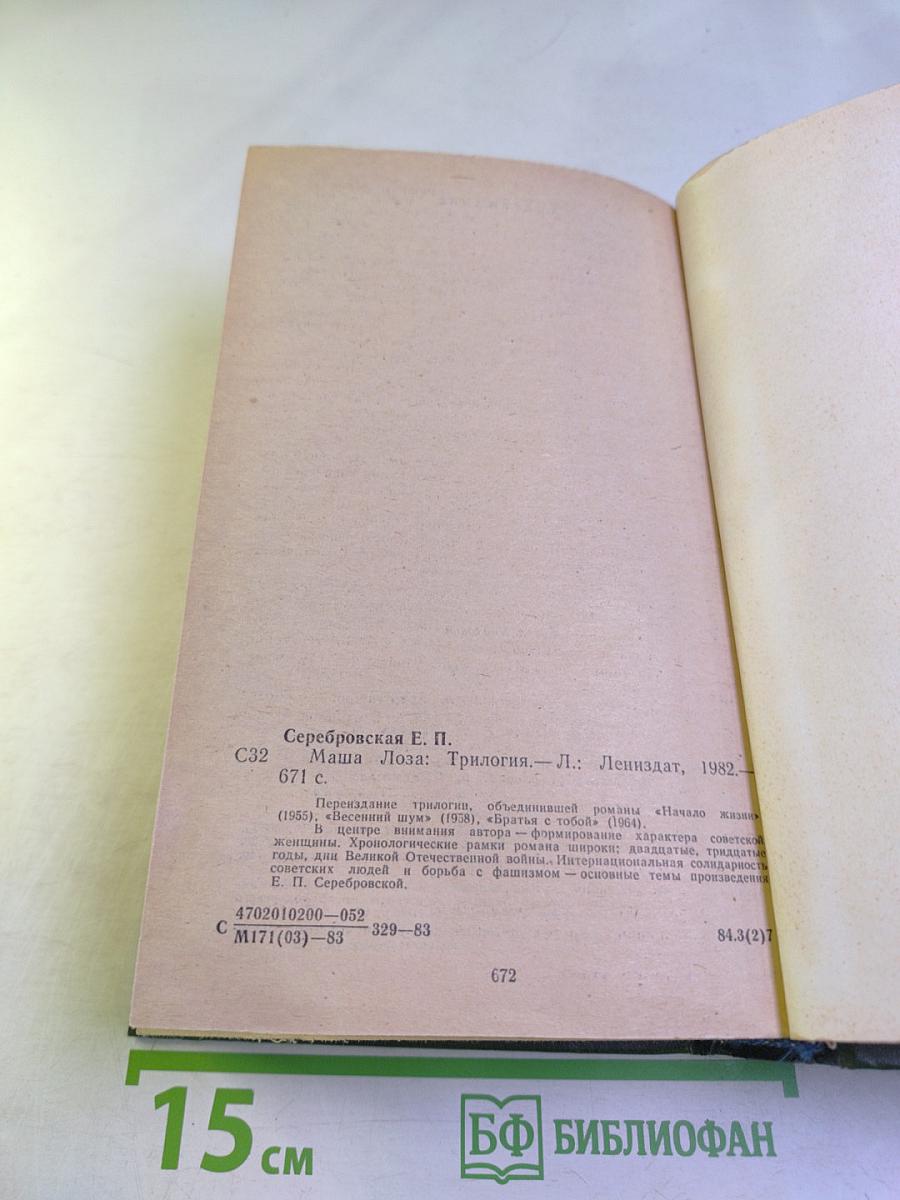 Серебровская Е. П.
С32 Маша Лоза: Трилогия.— Л.: Лениздат, 1982.—
671 с.
Переиздание трилогии, объединившей романы «Начало жизни»
(1955), «Весенний шум» (1958), «Братья с тобой» (1964).
В центре внимания автора — формирование характера советской
женщины. Хронологические рамки романа широки: двадцатые, тридцатые
годы, дни Великой Отечественной войны. Интернациональная солидарность
советских людей и борьба с фашизмом — основные темы произведения
Е. П. Серебровской.
С 4702010200—052
М171(03)—83 329—83 84.3(2)7
672
15 см БФ БИБЛИОФАН